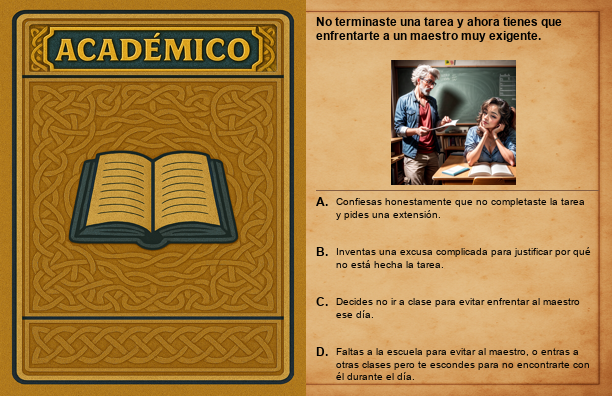 ACADÉMICO
No terminaste una tarea y ahora tienes que
enfrentarte a un maestro muy exigente.
A. Confiesas honestamente que no completaste la tarea
y pides una extensión.
B. Inventas una excusa complicada para justificar por qué
no está hecha la tarea.
C. Decides no ir a clase para evitar enfrentar al maestro
ese día.
D. Faltas a la escuela para evitar al maestro, o entras a
otras clases pero te escondes para no encontrarte con
él durante el día.